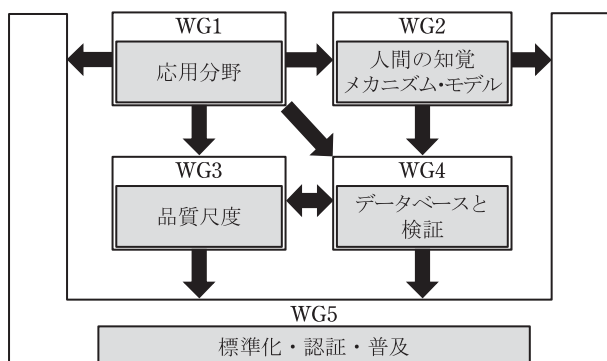 WG1
応用分野
WG2
人間の知覚
メカニズム・モデル
WG3
品質尺度
WG4
データベースと
検証
WG5
標準化・認証・普及